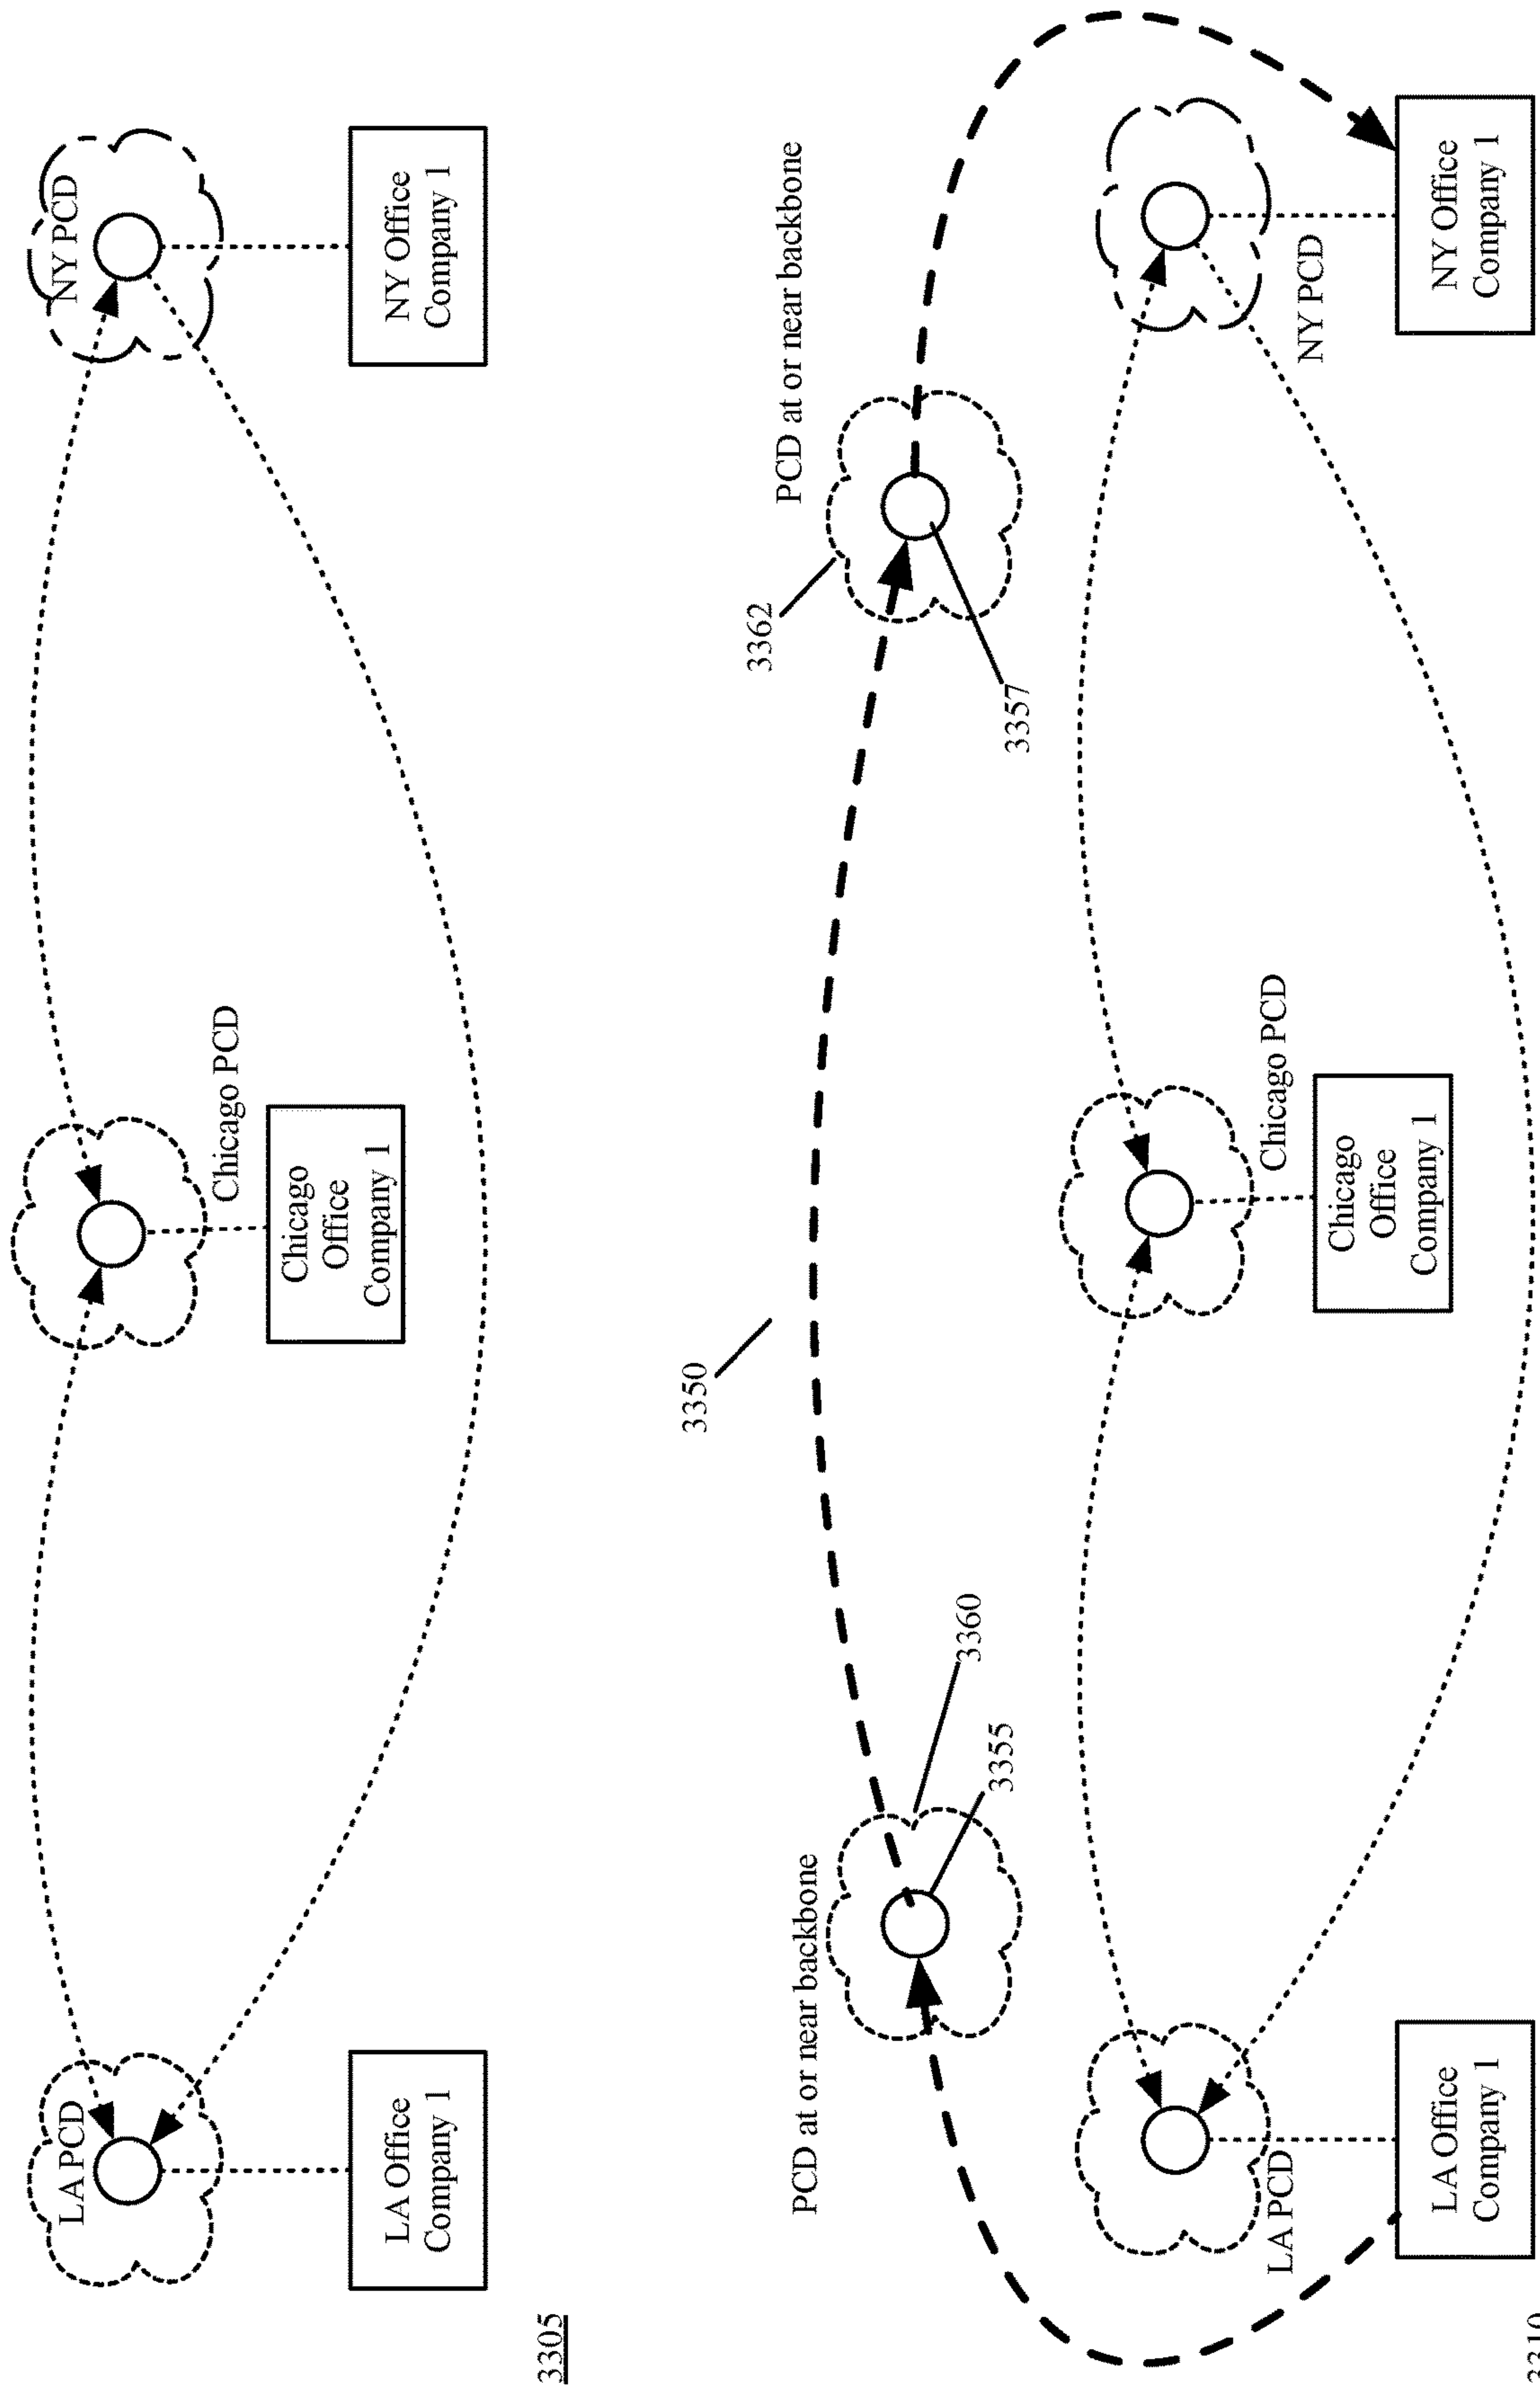 LA PCD
LA Office
Company 1
Chicago PCD
Chicago
Office
Company 1
NY PCD
NY Office
Company 1
3305
3350
PCD at or near backbone
3360
3355
PCD at or near backbone
3362
3357
LA PCD
LA Office
Company 1
Chicago PCD
Chicago
Office
Company 1
NY PCD
NY Office
Company 1
3310